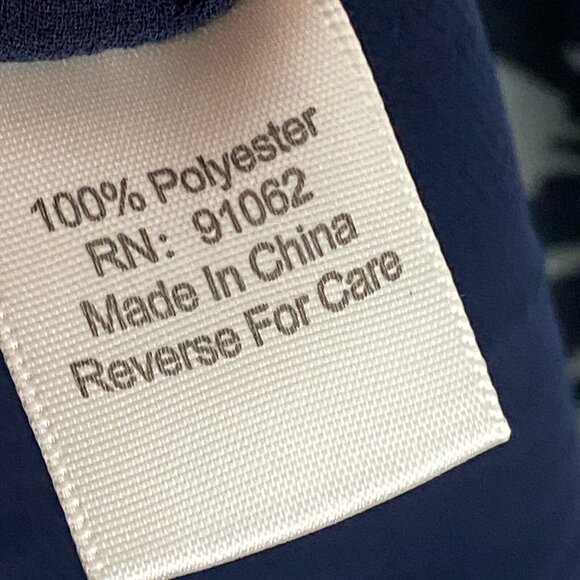 100% Polyester
RN: 91062
Made In China
Reverse For Care